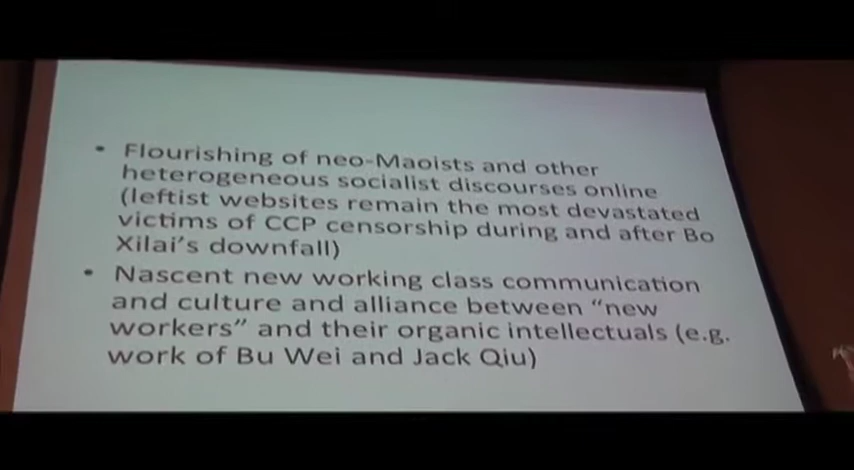 • Flourishing of neo-Maoists and other
heterogeneous socialist discourses online
(leftist websites remain the most devastated
victims of CCP censorship during and after Bo
Xilai's downfall)
• Nascent new working class communication
and culture and alliance between “new
workers” and their organic intellectuals (e.g.
work of Bu Wei and Jack Qiu)